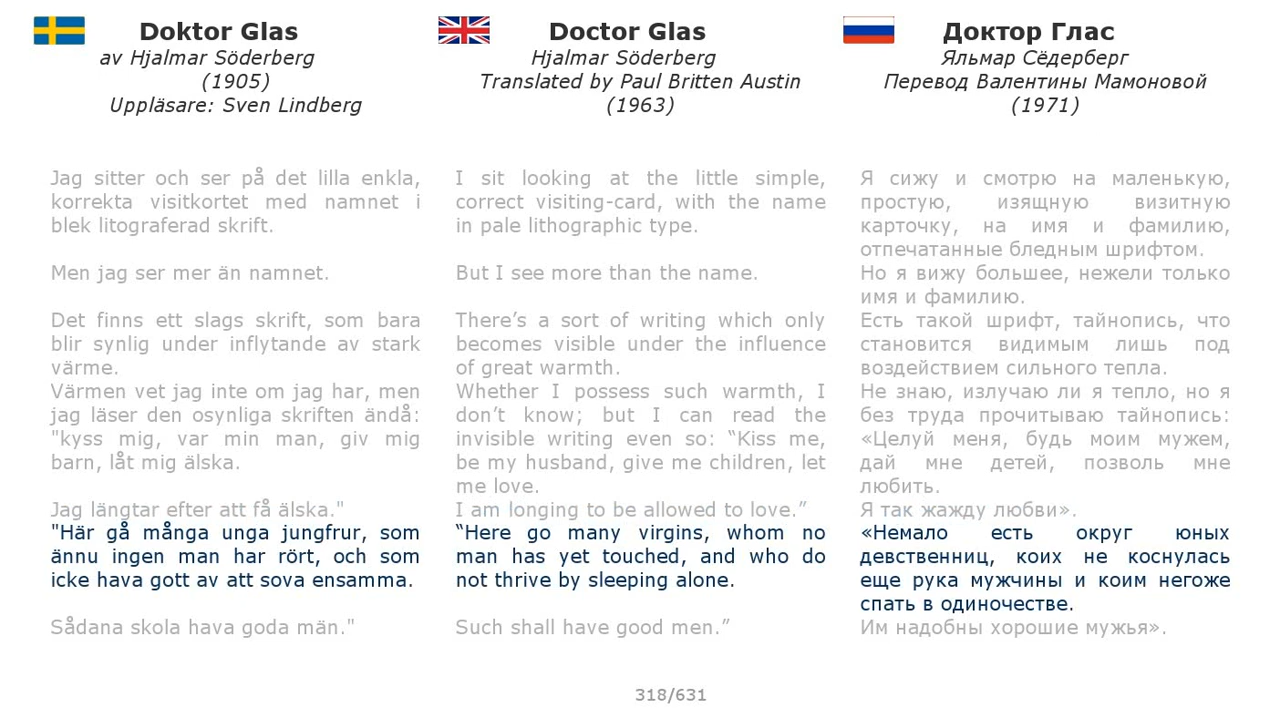 Doktor Glas
av Hjalmar Söderberg
(1905)
Uppläsare: Sven Lindberg
Jag sitter och ser på det lilla enkla,
korrekta visitkortet med namnet i
blek litograferad skrift.
Men jag ser mer än namnet.
Det finns ett slags skrift, som bara
blir synlig under inflytande av stark
värme.
Värmen vet jag inte om jag har, men
jag läser den osynliga skriften ändå:
"kyss mig, var min man, giv mig
barn, låt mig älska.
Jag längtar efter att få älska."
"Här gå många unga jungfrur, som
ännu ingen man har rört, och som
icke hava gott av att sova ensamma.
Sådana skola hava goda män."
Doctor Glas
Hjalmar Söderberg
Translated by Paul Britten Austin
(1963)
I sit looking at the little simple,
correct visiting-card, with the name
in pale lithographic type.
But I see more than the name.
There’s a sort of writing which only
becomes visible under the influence
of great warmth.
Whether I possess such warmth, I
don’t know; but I can read the
invisible writing even so: “Kiss me,
be my husband, give me children, let
me love.
I am longing to be allowed to love.”
“Here go many virgins, whom no
man has yet touched, and who do
not thrive by sleeping alone.
Such shall have good men.”
Доктор Глас
Яльмар Сёдерберг
Перевод Валентины Мамоновой
(1971)
Я сижу и смотрю на маленькую,
простую, изящную визитную
карточку, на имя и фамилию,
отпечатанные бледным шрифтом.
Но я вижу большее, нежели только
имя и фамилию.
Есть такой шрифт, тайнопись, что
становится видимым лишь под
воздействием сильного тепла.
Не знаю, излучаю ли я тепло, но я
без труда прочитываю тайнопись:
«Целуй меня, будь моим мужем,
дай мне детей, позволь мне
любить.
Я так жажду любви».
«Немало есть округ юных
девственниц, коих не коснулась
еще рука мужчины и коим негоже
спать в одиночестве.
Им надобны хорошие мужья».
318/631